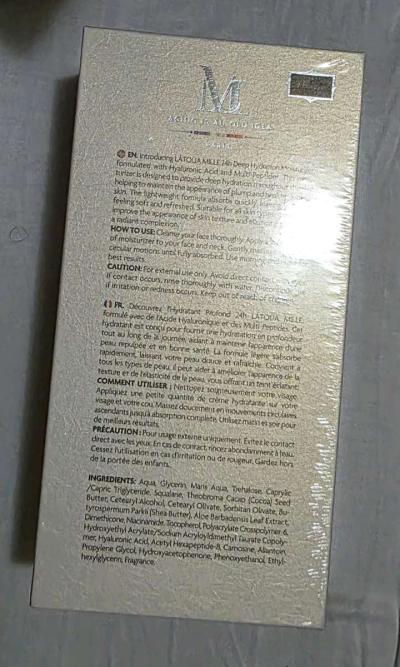 M
PARIS
EN. Introducing LATOUA MILLE 24h Deep Hydration
formulated with Hyaluronic Acid and Multi-Peptides.
turizer is designed to provide deep hydration throughout
helping to maintain the appearance of plump and
skin. The lightweight formula absorbs quickly,
feeling soft and refreshed. Suitable for all skin
improve the appearance of skin texture and
a radiant complexion.
HOW TO USE: Cleanse your face thoroughly. Apply a
of moisturizer to your face and neck. Gently
circular motions until fully absorbed. Use morning
best results.
CAUTION: For external use only. Avoid direct contact
if contact occurs, rinse thoroughly with water.
if irritation or redness occurs. Keep out of reach of
FR. Découvrez l'Hydratant Profond 24h LATOUA MILLE,
formulé avec de l'Acide Hyaluronique et des Multi-Peptides. Cet
hydratant est conçu pour fournir une hydratation en profondeur
tout au long de la journée, aidant à maintenir l'apparence d'une
peau repulpée et en bonne santé. La formule légère s'absorbe
rapidement, laissant votre peau douce et rafraîchie. Convient à
tous les types de peau, il peut aider à améliorer l'apparence de la
texture et de l'élasticité de la peau, vous offrant un teint éclatant.
COMMENT UTILISER : Nettoyez soigneusement votre visage.
Appliquez une petite quantité de crème hydratante sur votre
visage et votre cou. Massez doucement en mouvements circulaires
ascendants jusqu'à absorption complète. Utilisez matin et soir pour
de meilleurs résultats.
PRÉCAUTION : Pour usage externe uniquement. Évitez le contact
direct avec les yeux. En cas de contact, rincez abondamment à l'eau.
Cessez l'utilisation en cas d'irritation ou de rougeur. Gardez hors
de la portée des enfants.
INGREDIENTS: Aqua, Glycerin, Maris Aqua, Trehalose, Caprylic
/Capric Triglyceride, Squalane, Theobroma Cacao (Cocoa) Seed
Butter, Cetearyl Alcohol, Cetearyl Olivate, Sorbitan Olivate, Bu-
tyrospermum Parkii (Shea Butter), Aloe Barbadensis Leaf Extract,
Dimethicone, Niacinamide, Tocopherol, Polyacrylate Crosspolymer 6,
Hydroxyethyl Acrylate/Sodium Acryloyldimethyl Taurate Copoly-
mer, Hyaluronic Acid, Acetyl Hexapeptide-8, Carnosine, Allantoin,
Propylene Glycol, Hydroxyacetophenone, Phenoxyethanol, Ethyl-
hexylglycerin, Fragrance.